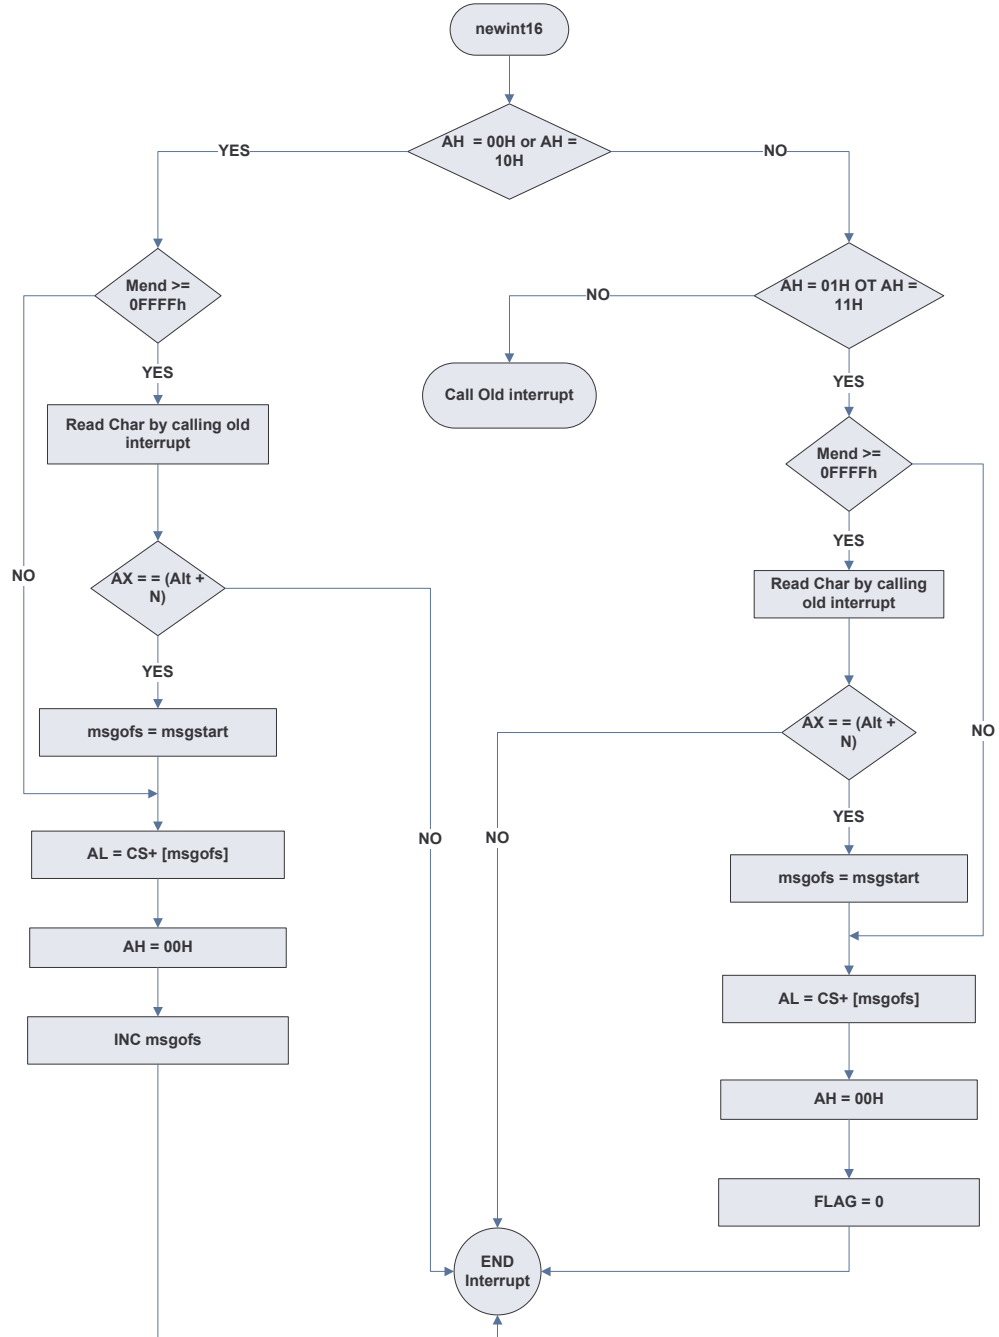 newint16
AH  = 00H or AH =
10H
YES
NO
Mend >=
0FFFFh
AH = 01H OT AH =
11H
NO
YES
Call Old interrupt
YES
Read Char by calling old
interrupt
Mend >=
0FFFFh
YES
NO
AX = = (Alt +
N)
Read Char by calling
old interrupt
YES
msgofs = msgstart
AX = = (Alt +
N)
NO
YES
NO
NO
AL = CS+ [msgofs]
msgofs = msgstart
AH = 00H
AL = CS+ [msgofs]
INC msgofs
AH = 00H
FLAG = 0
END
Interrupt